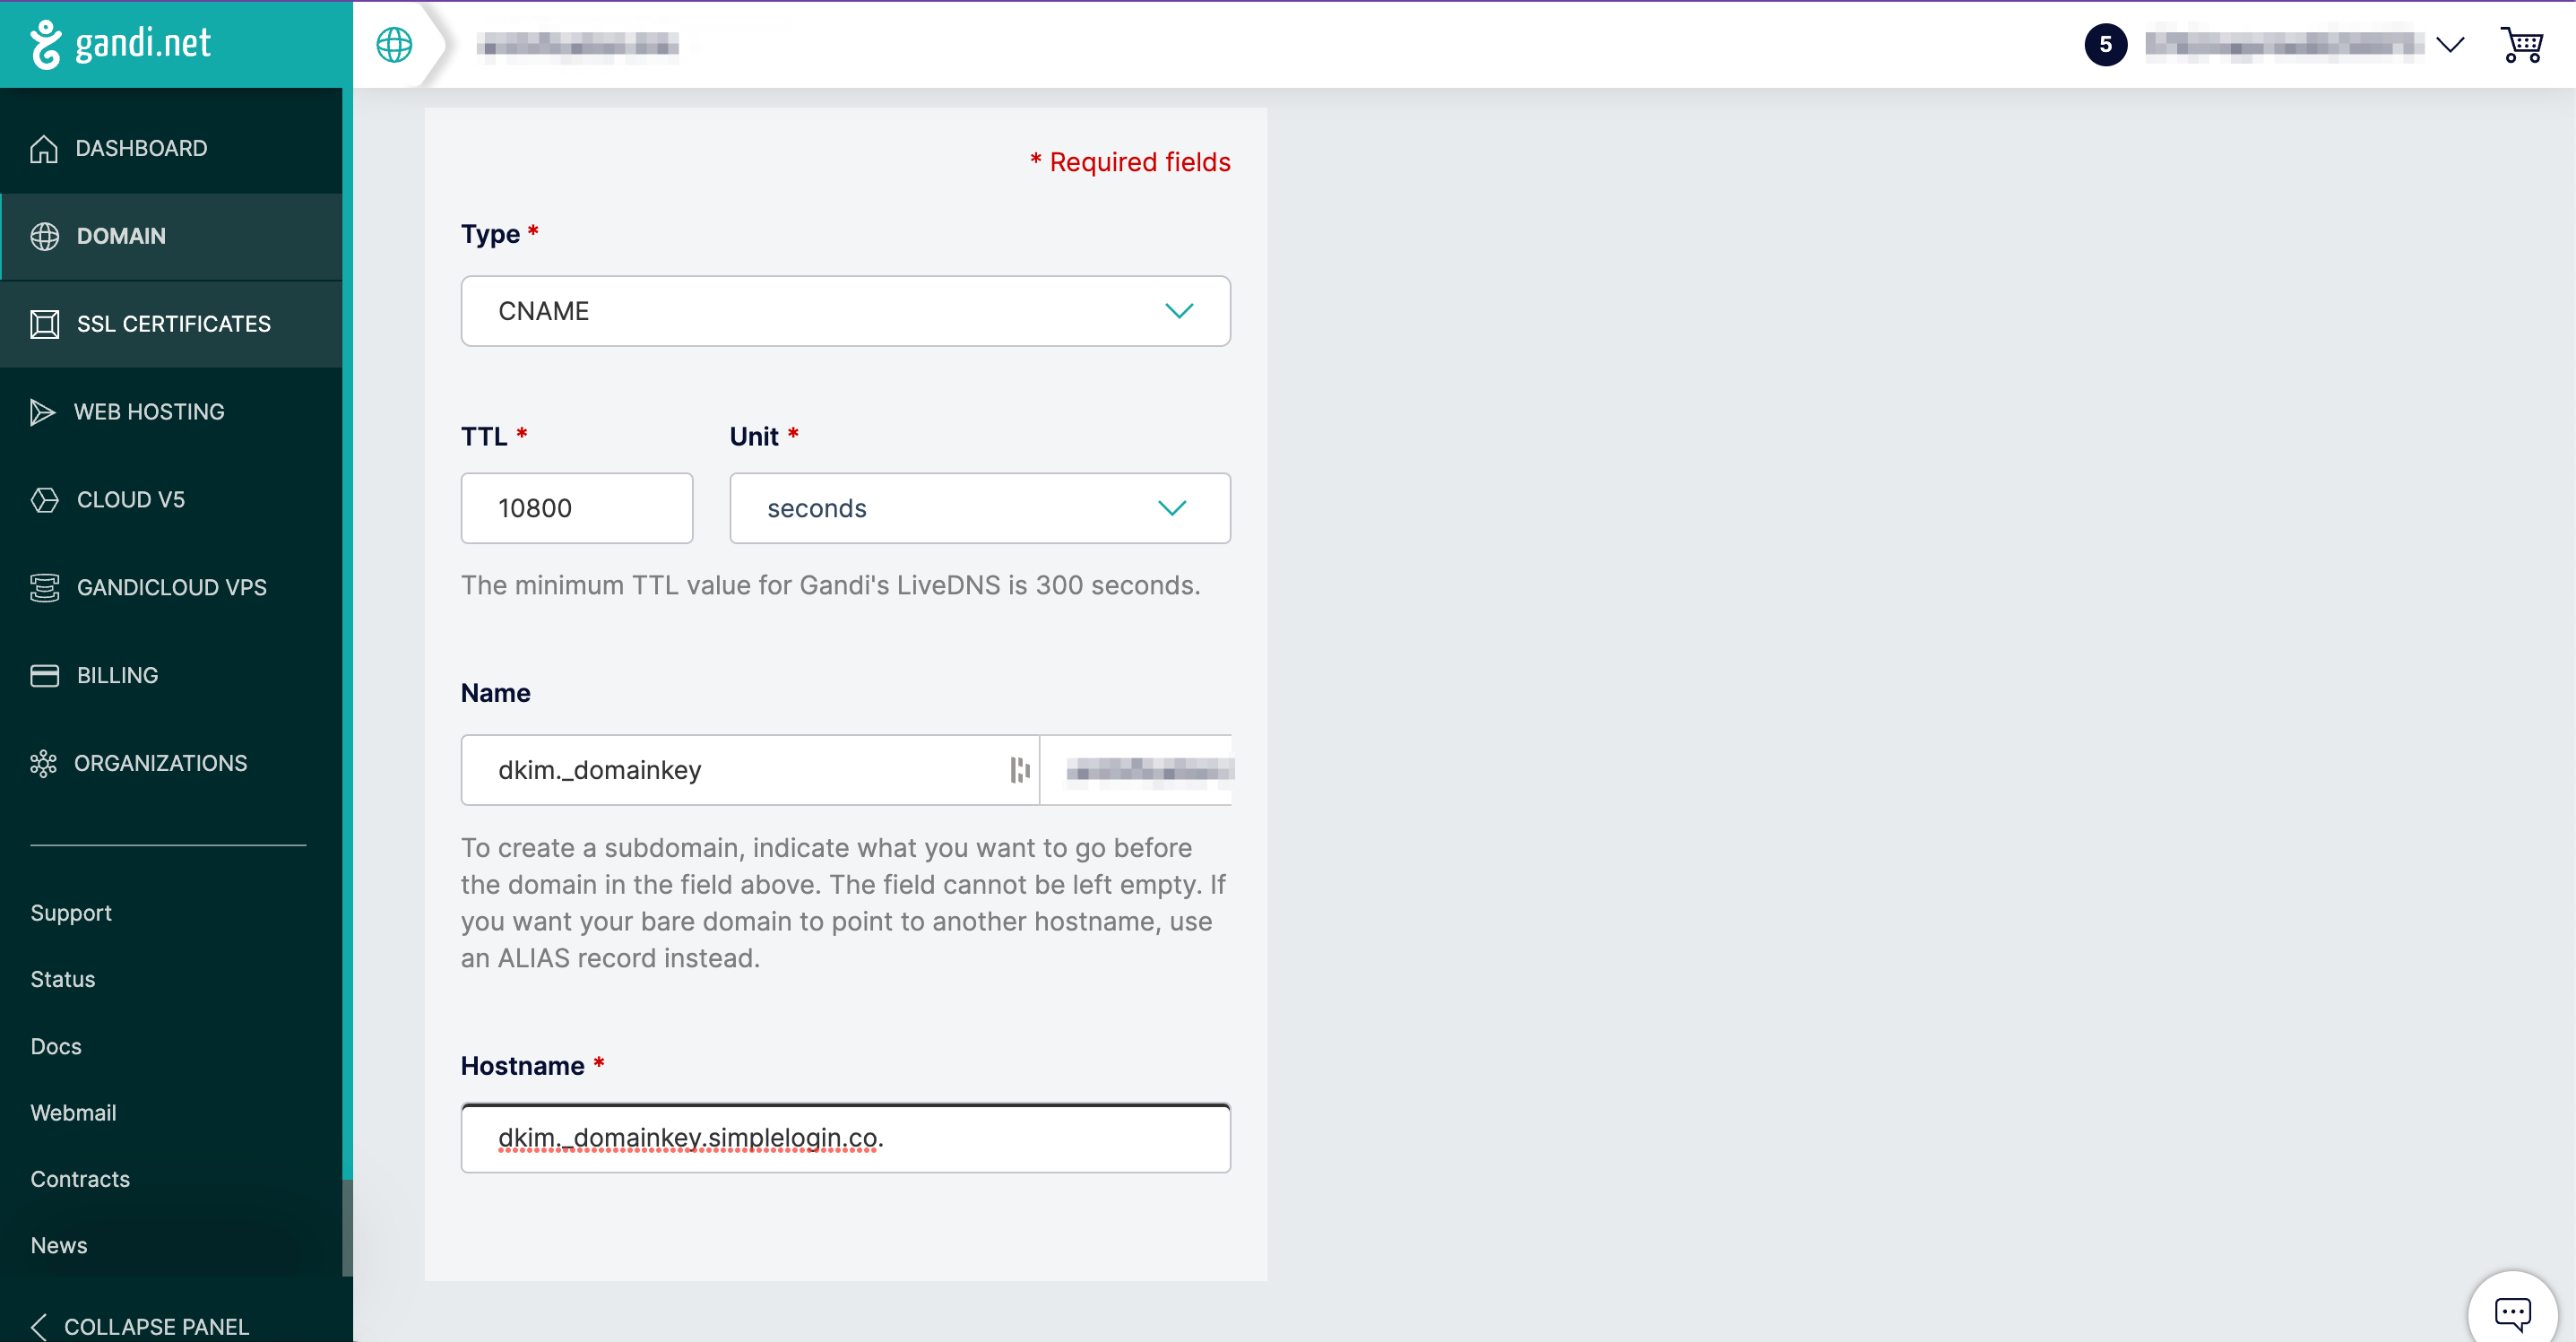 gandi.net
5
DASHBOARD
DOMAIN
SSL CERTIFICATES
WEB HOSTING
CLOUD V5
GANDICLOUD VPS
BILLING
ORGANIZATIONS
Support
Status
Docs
Webmail
Contracts
News
COLLAPSE PANEL
* Required fields
Type *
CNAME
TTL * Unit *
10800 seconds
The minimum TTL value for Gandi's LiveDNS is 300 seconds.
Name
dkim._domainkey
To create a subdomain, indicate what you want to go before
the domain in the field above. The field cannot be left empty. If
you want your bare domain to point to another hostname, use
an ALIAS record instead.
Hostname *
dkim._domainkey.simplelogin.co.